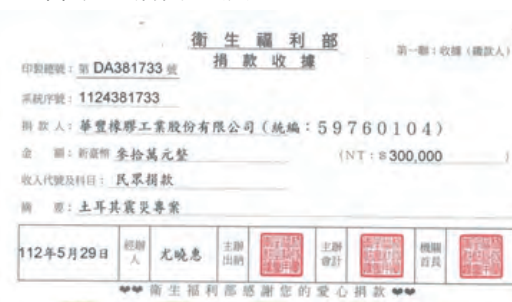 衛生福利部
捐款收據
第一聯：收據（繳款人）
印製總號：第 DA381733 號
系統序號：1124381733
捐款人：華豐橡膠工業股份有限公司（統編：59760104）
金 額：新臺幣 參拾萬元整 （NT：$300,000 ）
收入代號及科目：民眾捐款
摘 要：土耳其震災專案
112年5月29日 經辦人 尤曉惠 主辦出納 主辦會計 機關首長
❤❤ 衛生福利部感謝您的愛心捐款 ❤❤